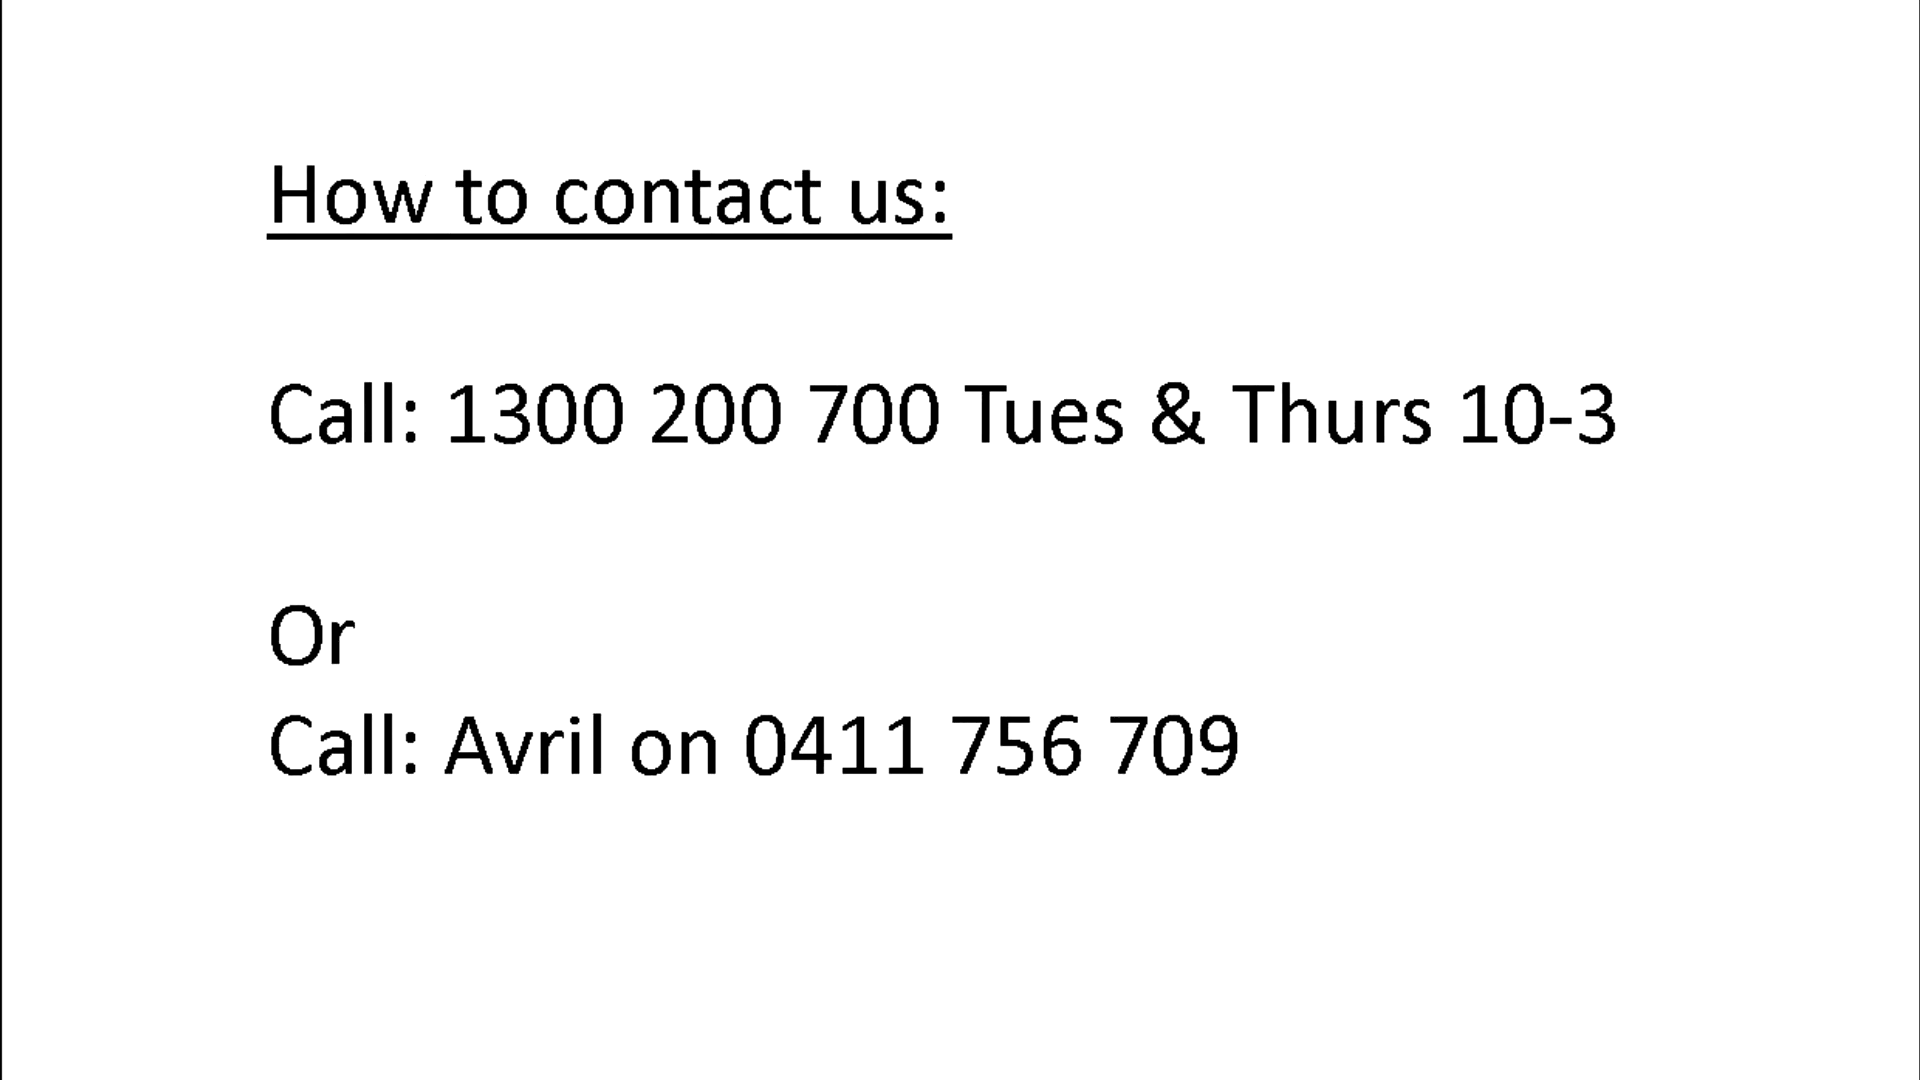 How to contact us:
Call: 1300 200 700 Tues & Thurs 10-3
Or
Call: Avril on 0411 756 709